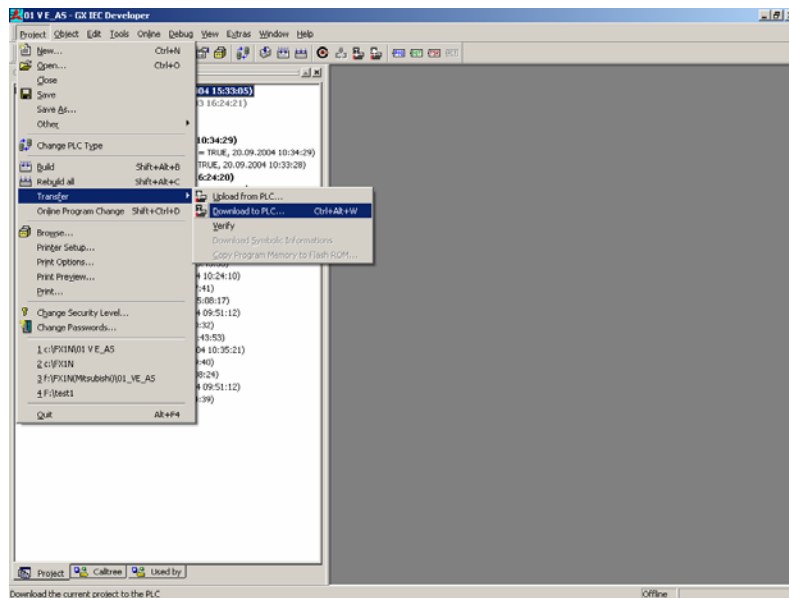 01 V E_AS - GX IEC Developer
Project Object Edit Tools Online Debug View Extras Window Help
New... Ctrl+N
Open... Ctrl+O
Close
Save
Save As...
Other
Change PLC Type
Build Shift+Alt+B
Rebuild all Shift+Alt+C
Transfer
Online Program Change Shift+Ctrl+D
Browse...
Printer Setup...
Print Options...
Print Preview...
Print...
Change Security Level...
Change Passwords...
1 c:\FX1N\01 V E_AS
2 c:\FX1N
3 f:\FX1N(Mitsubishi)\01_VE_AS
4 F:\test1
Quit Alt+F4
Upload from PLC...
Download to PLC... Ctrl+Alt+W
Verify
Download Symbolic Informations
Copy Program Memory to Flash ROM...
04 15:33:05)
03 16:24:21)
10:34:29)
= TRUE, 20.09.2004 10:34:29)
TRUE, 20.09.2004 10:33:28)
6:24:20)
4 10:24:10)
:41)
5:08:17)
4 09:51:12)
:32)
:43:53)
04 10:35:21)
:40)
8:24)
4 09:51:12)
:39)
Project Calltree Used by
Download the current project to the PLC Offline